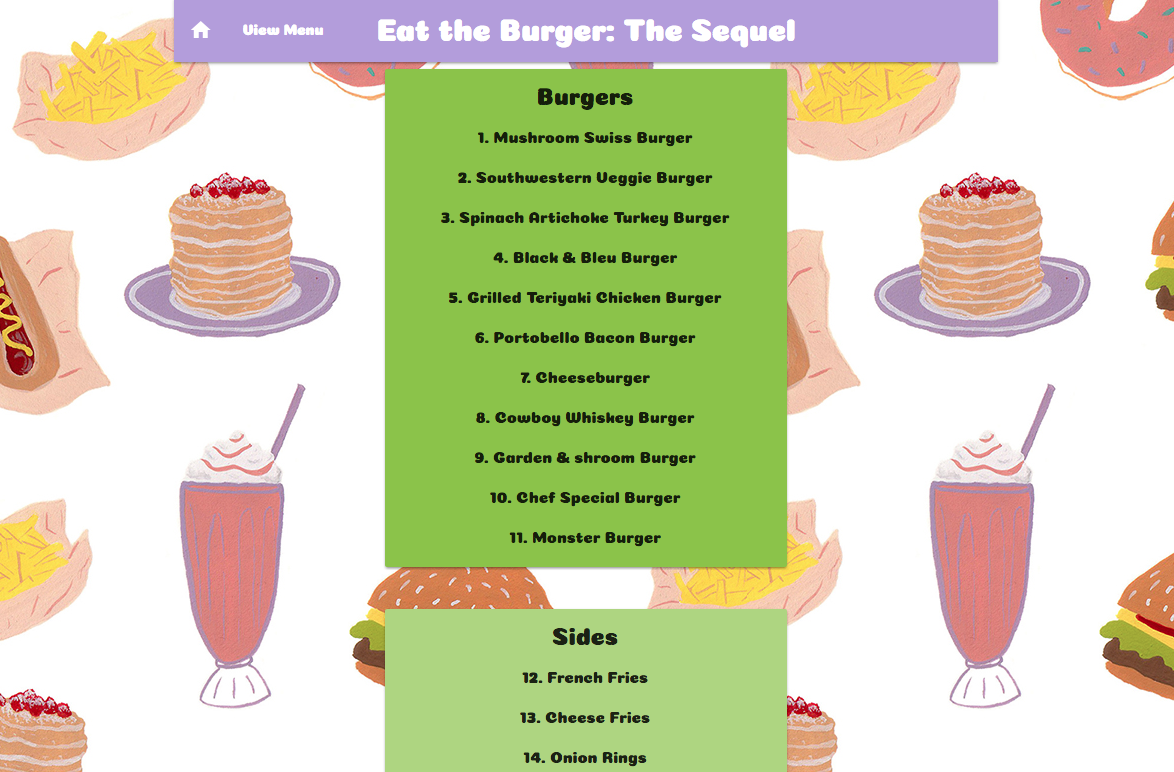 View Menu
Eat the Burger: The Sequel
Burgers
1. Mushroom Swiss Burger
2. Southwestern Veggie Burger
3. Spinach Artichoke Turkey Burger
4. Black & Bleu Burger
5. Grilled Teriyaki Chicken Burger
6. Portobello Bacon Burger
7. Cheeseburger
8. Cowboy Whiskey Burger
9. Garden & shroom Burger
10. Chef Special Burger
11. Monster Burger
Sides
12. French Fries
13. Cheese Fries
14. Onion Rings